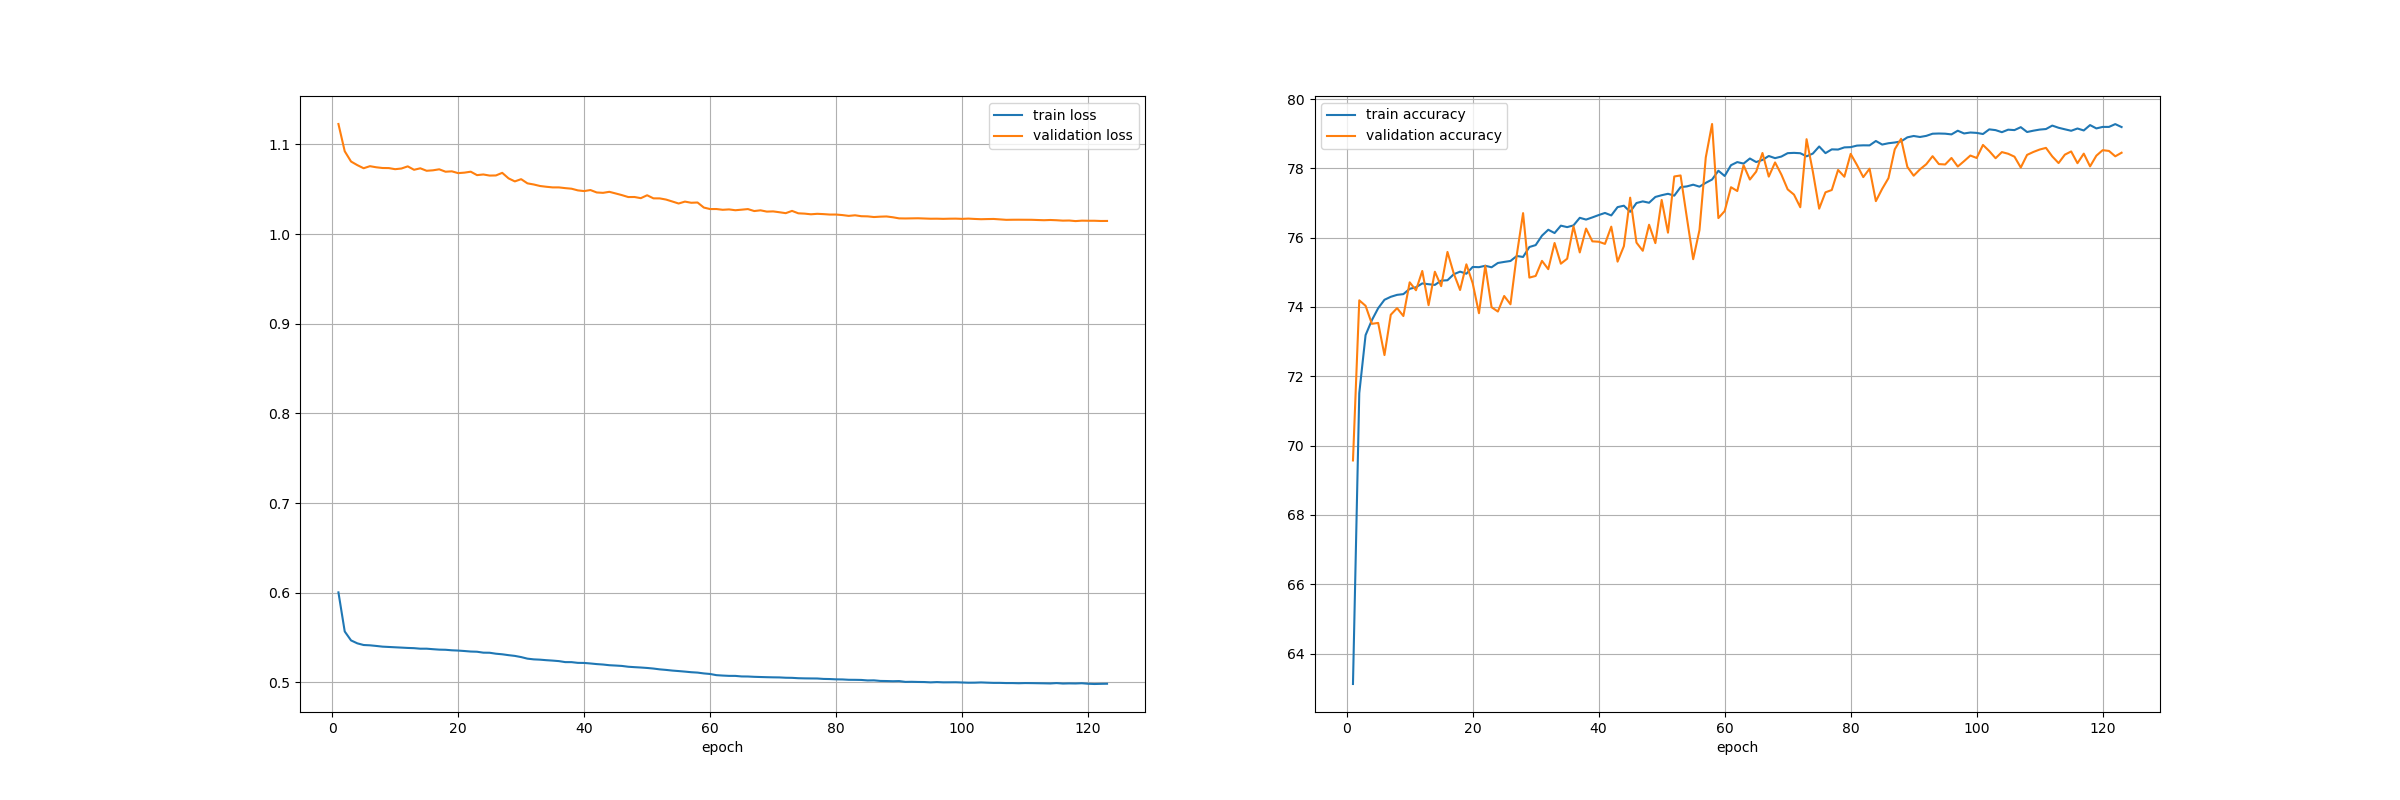 train loss
validation loss
1.1
1.0
0.9
0.8
0.7
0.6
0.5
0 20 40 60 80 100 120
epoch
train accuracy
validation accuracy
80
78
76
74
72
70
68
66
64
0 20 40 60 80 100 120
epoch